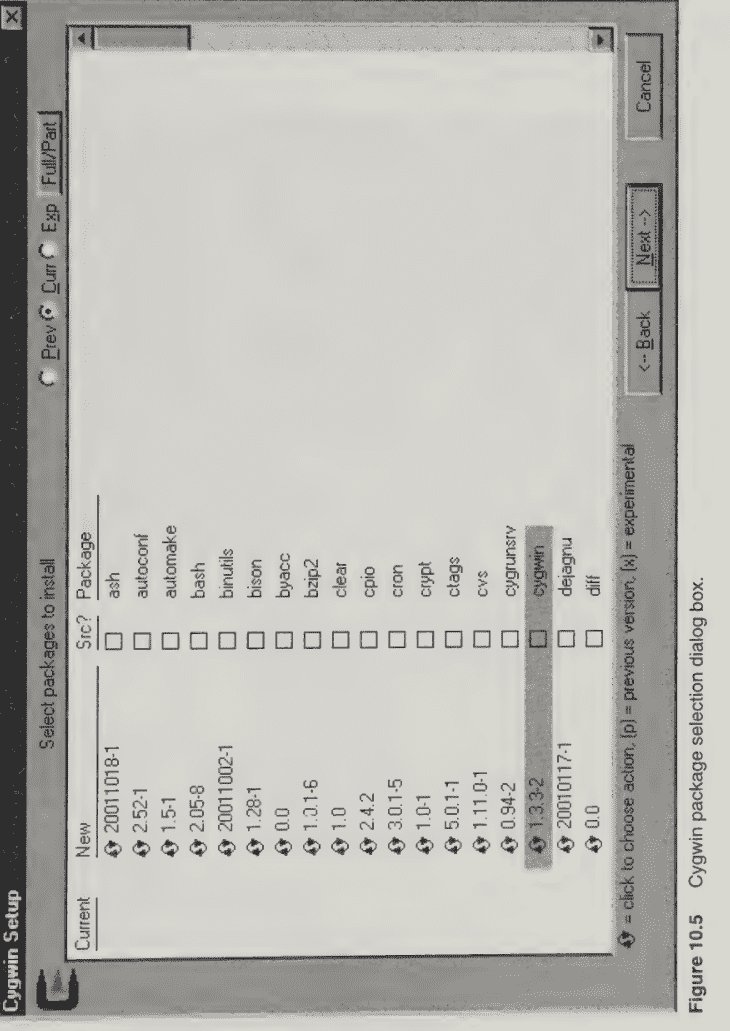 Cygwin Setup
Select packages to install
Prev Curr Exp Full/Part
Current New Src? Package
20011018-1 ash
2.52-1 autoconf
1.5-1 automake
2.05-8 bash
20011002-1 binutils
1.28-1 bison
0.0 byacc
1.0.1-6 bzip2
1.0 clear
2.4.2 cpio
3.0.1-5 cron
1.0-1 crypt
5.0.1-1 ctags
1.11.0-1 cvs
0.94-2 cygrunsrv
1.3.3-2 cygwin
20010117-1 dejagnu
0.0 diff
= click to choose action, (p) = previous version, (x) = experimental
<-- Back Next --> Cancel
Figure 10.5 Cygwin package selection dialog box.